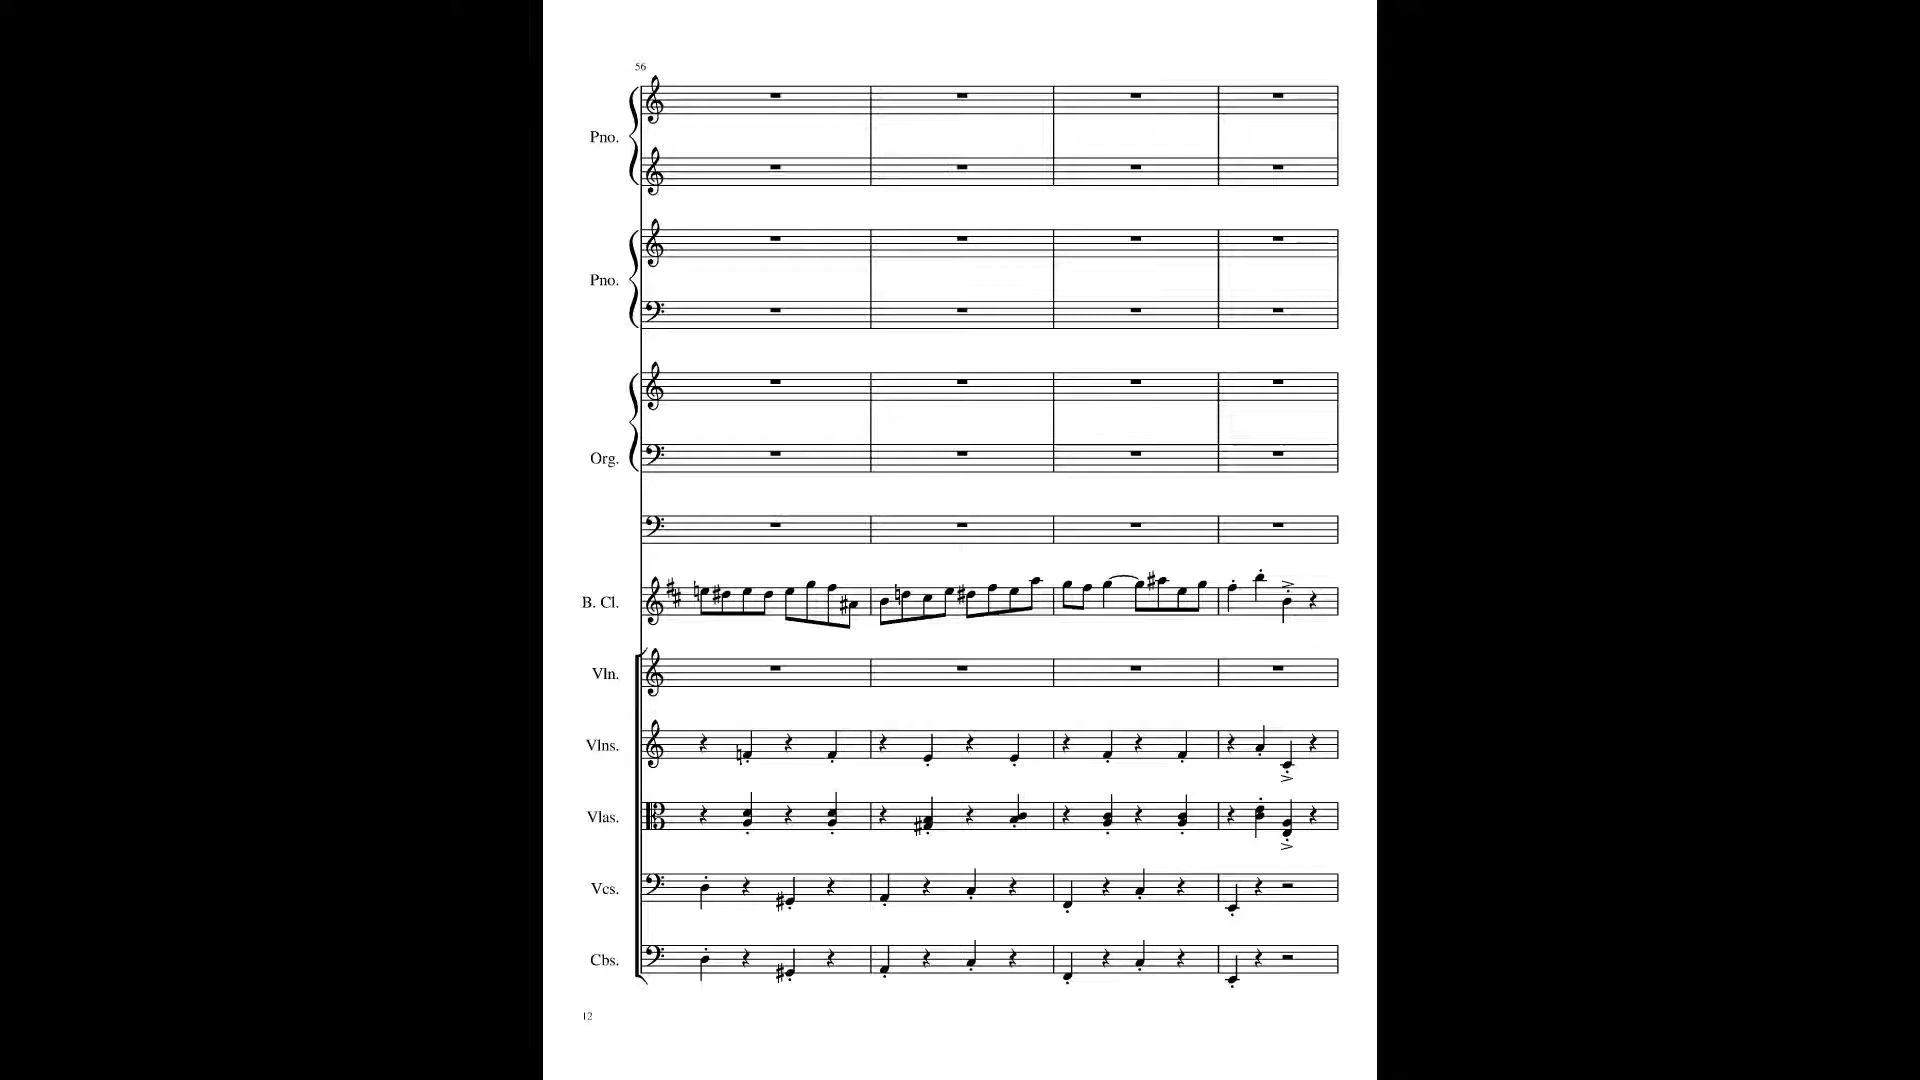 56
Pno.
Pno.
Org.
B. Cl.
Vln.
Vlns.
Vlas.
Vcs.
Cbs.
12